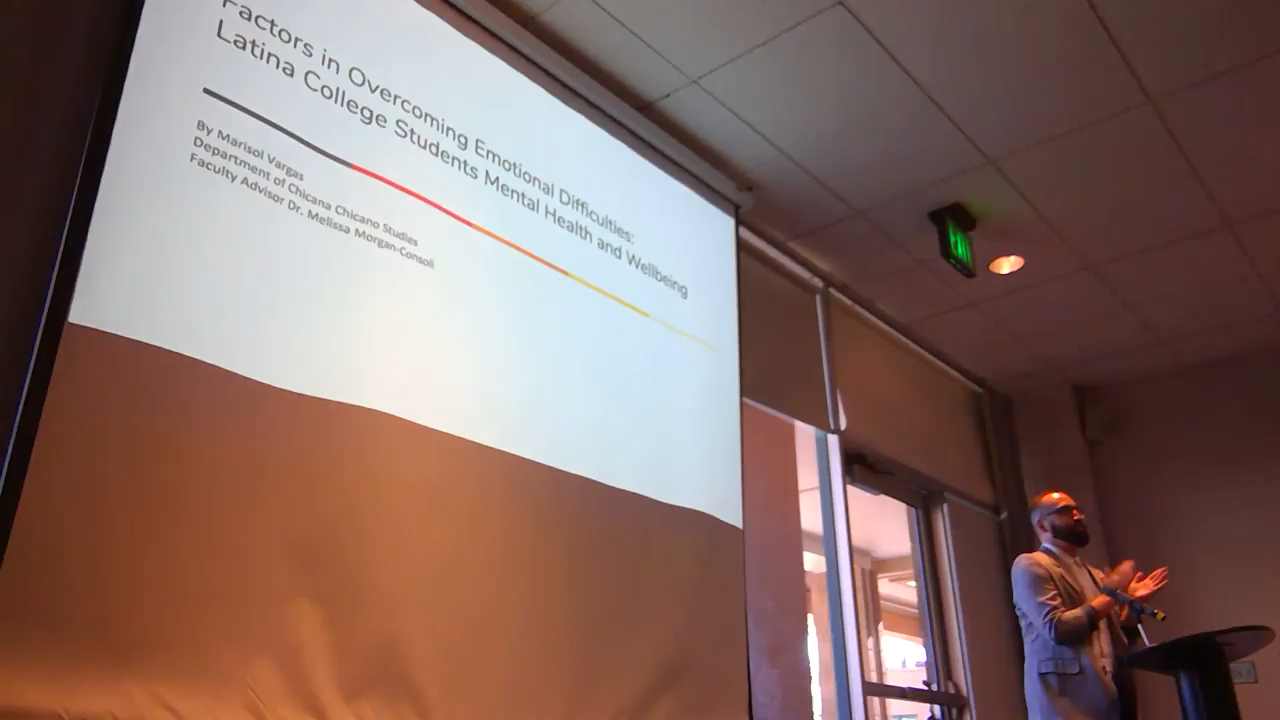 Factors in Overcoming Emotional Difficulties:
Latina College Students Mental Health and Wellbeing
By Marisol Vargas
Department of Chicana Chicano Studies
Faculty Advisor Dr. Melissa Morgan-Consoli